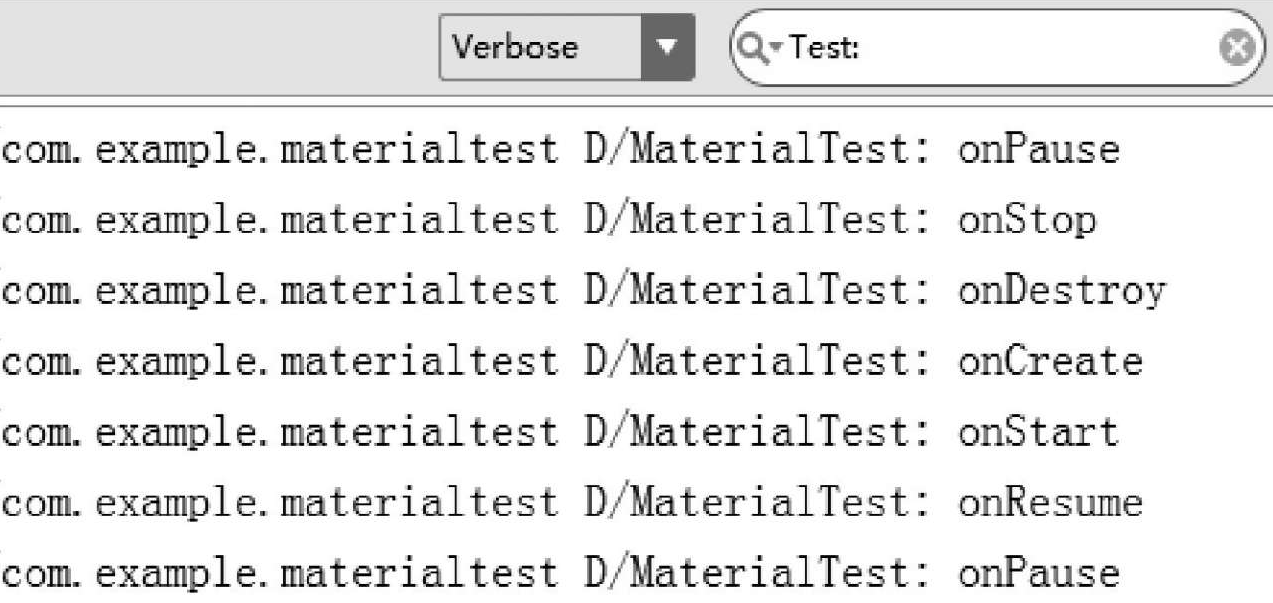 Verbose Test:
com.example.materialtest D/MaterialTest: onPause
com.example.materialtest D/MaterialTest: onStop
com.example.materialtest D/MaterialTest: onDestroy
com.example.materialtest D/MaterialTest: onCreate
com.example.materialtest D/MaterialTest: onStart
com.example.materialtest D/MaterialTest: onResume
com.example.materialtest D/MaterialTest: onPause